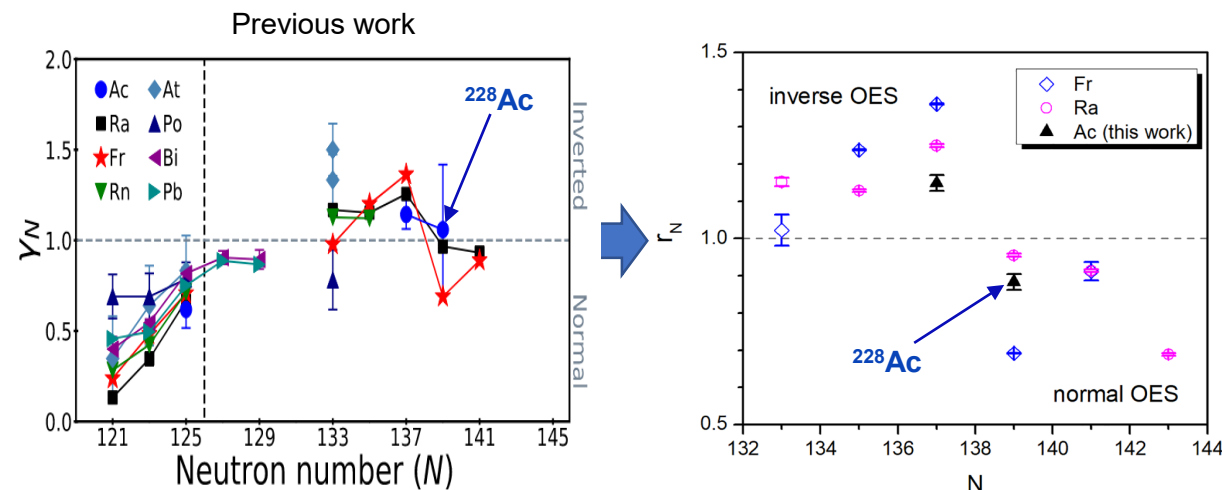 Previous work
2.0
1.5
1.0
0.5
0.0
γN
Ac
At
Ra
Po
Fr
Bi
Rn
Pb
228Ac
Inverted
Normal
121 125 129 133 137 141 145
Neutron number (N)
1.5
1.0
0.5
rN
inverse OES
Fr
Ra
Ac (this work)
228Ac
normal OES
132 134 136 138 140 142 144
N